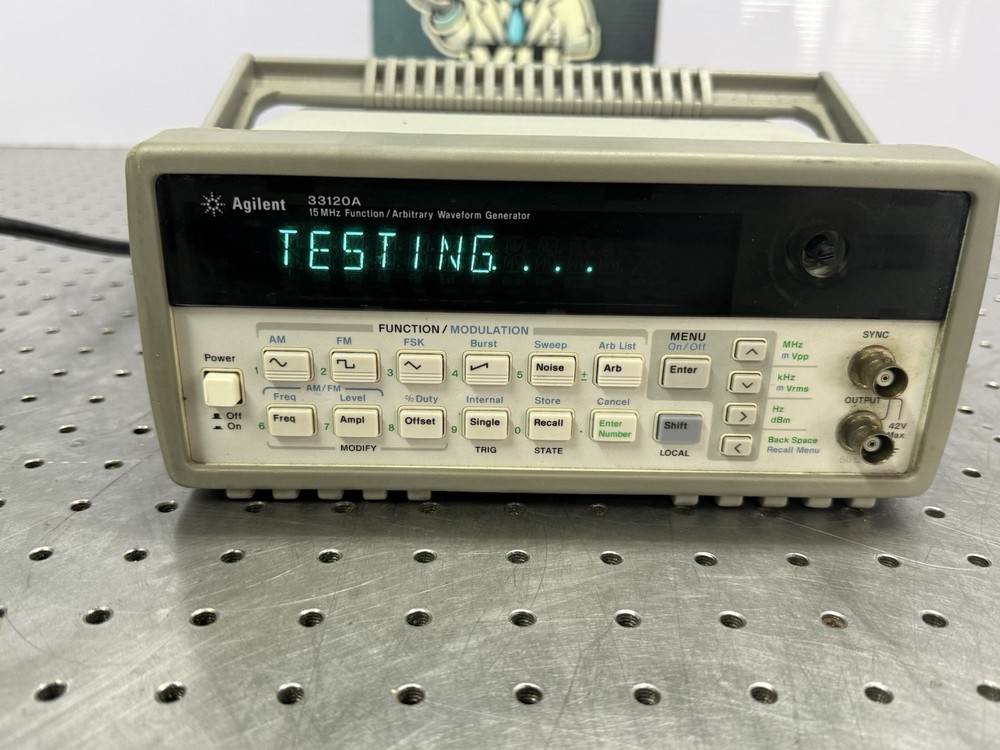 Agilent 33120A
15 MHz Function / Arbitrary Waveform Generator
TESTING....
FUNCTION / MODULATION
AM FM FSK Burst Sweep Arb List
MENU
On/Off
SYNC
Power
1 2 3 4 5 Noise ± Arb
Enter
MHz
m Vpp
kHz
m Vrms
AM/FM
Freq Level % Duty Internal Store Cancel
OUTPUT
Off
On
6 Freq 7 Ampl 8 Offset 9 Single 0 Recall . Enter Number
Shift
Hz
dBm
42V
Max
MODIFY TRIG STATE LOCAL
Back Space
Recall Menu